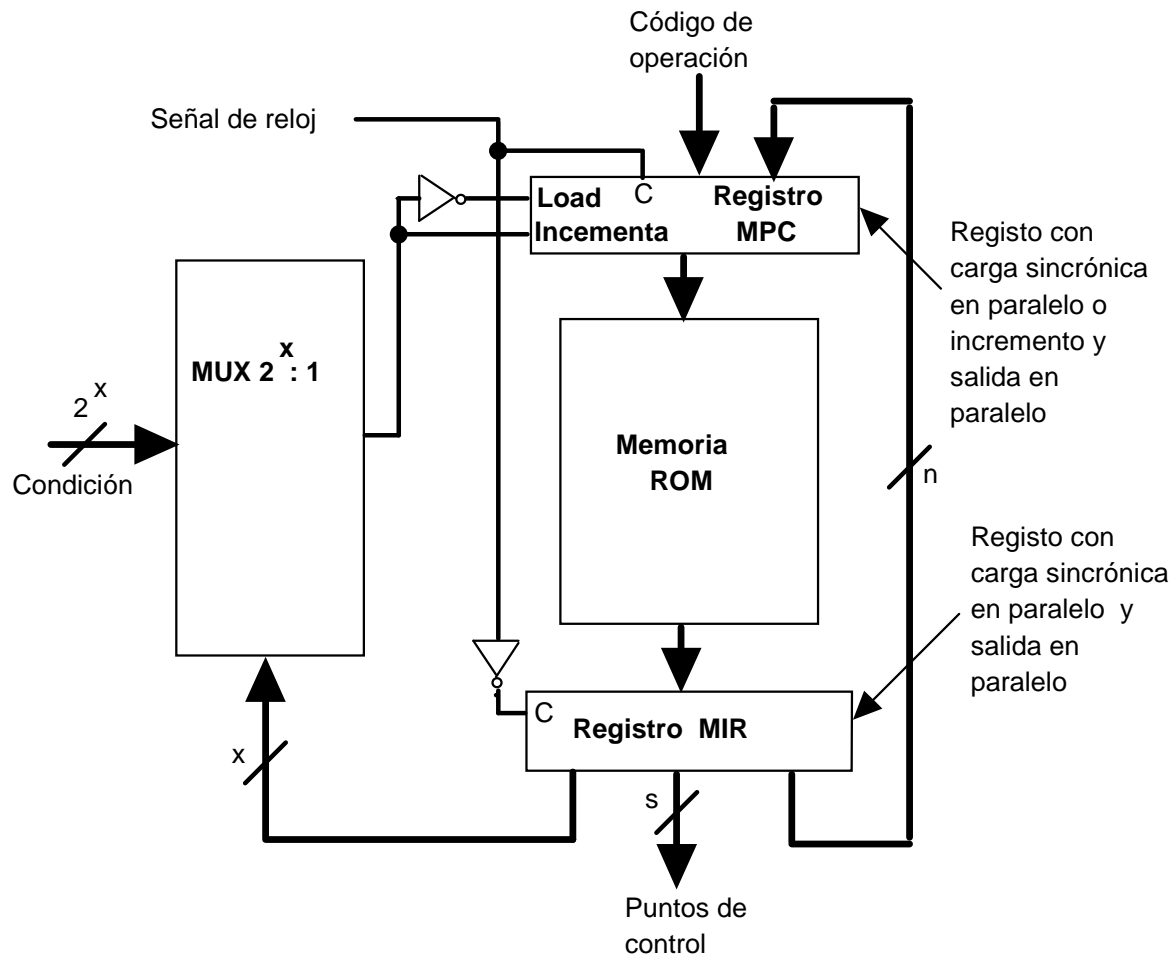 Código de
operación
Señal de reloj
Load
C
Registro
MPC
Incementa
Registo con
carga sincrónica
en paralelo o
incremento y
salida en
paralelo
MUX 2 x : 1
2 x
Condición
Memoria
ROM
n
Registo con
carga sincrónica
en paralelo y
salida en
paralelo
C
Registro MIR
x
s
Puntos de
control